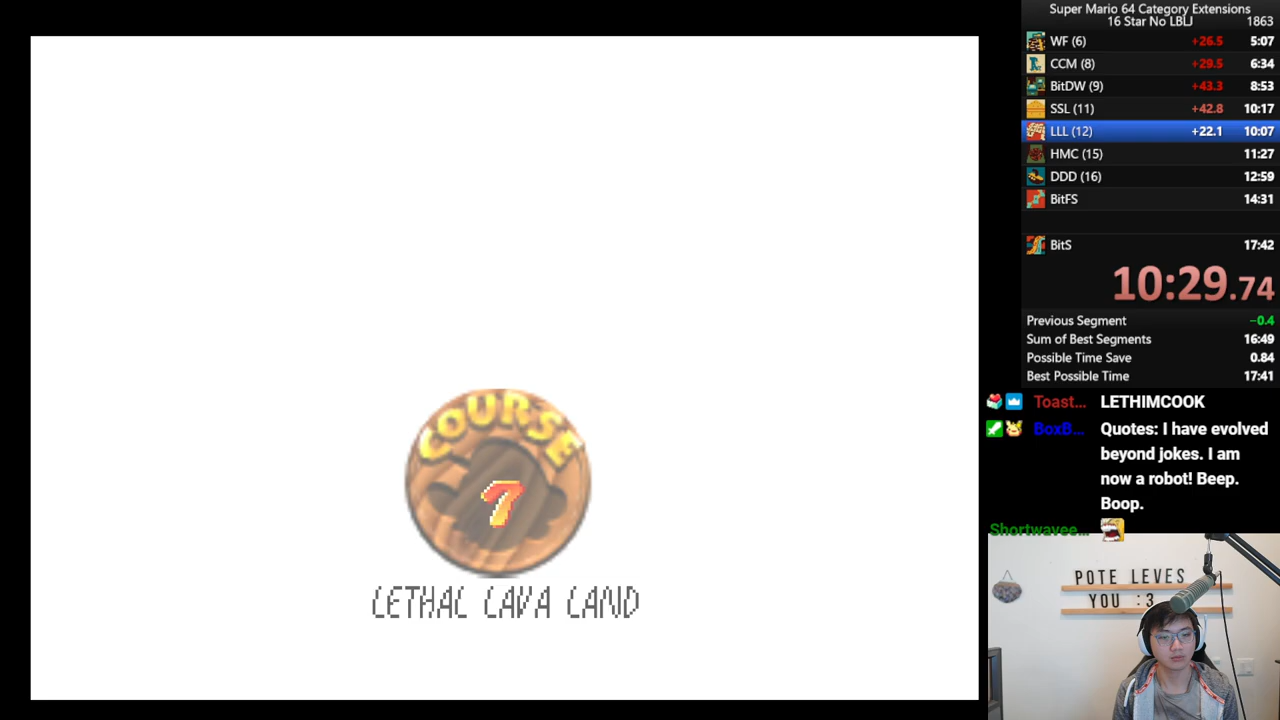 Super Mario 64 Category Extensions
16 Star No LBLJ 1863
WF (6) +26.5 5:07
CCM (8) +29.5 6:34
BitDW (9) +43.3 8:53
SSL (11) +42.8 10:17
LLL (12) +22.1 10:07
HMC (15) 11:27
DDD (16) 12:59
BitFS 14:31
BitS 17:42
10:29.74
Previous Segment -0.4
Sum of Best Segments 16:49
Possible Time Save 0.84
Best Possible Time 17:41
Toast... LETHIMCOOK
BoxB... Quotes: I have evolved
beyond jokes. I am
now a robot! Beep.
Boop.
Shortwavee...
COURSE
7
LETHAL LAVA LAND
POTE LEVES
YOU :3